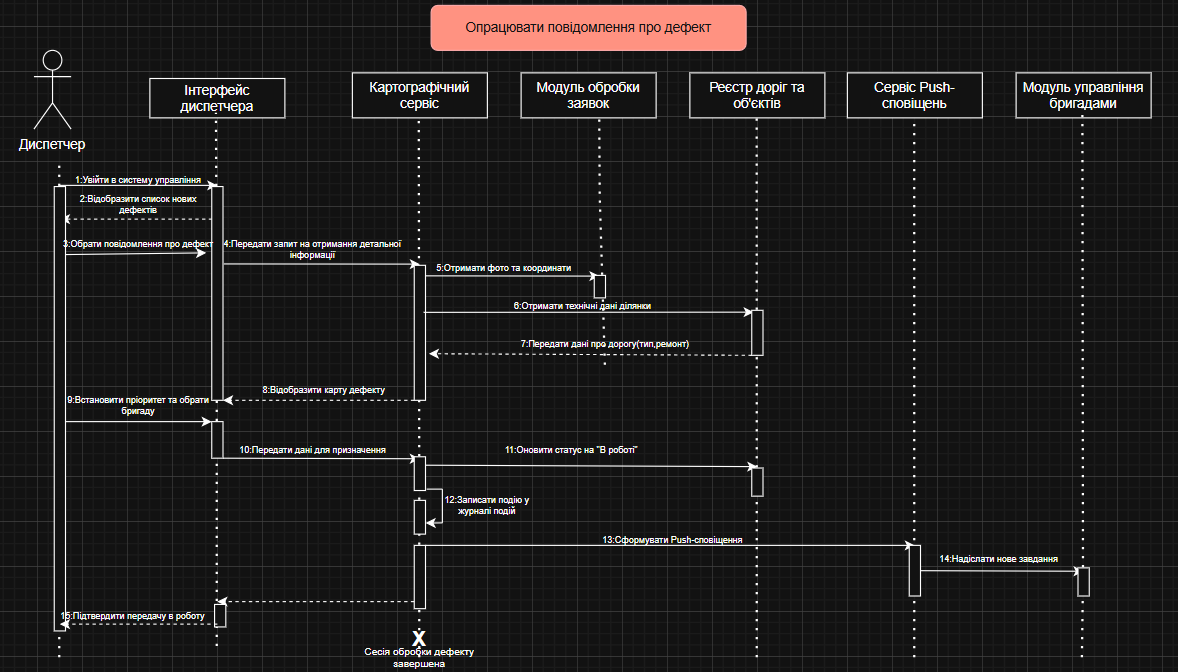 Опрацювати повідомлення про дефект
Інтерфейс
диспетчера
Картографічний
сервіс
Модуль обробки
заявок
Реєстр доріг та
об'єктів
Сервіс Push-
сповіщень
Модуль управління
бригадами
Диспетчер
1:Увійти в систему управління
2:Відобразити список нових
дефектів
3:Обрати повідомлення про дефект
4:Передати запит на отримання детальної
інформації
5:Отримати фото та координати
6:Отримати технічні дані ділянки
7:Передати дані про дорогу(тип,ремонт)
8:Відобразити карту дефекту
9:Встановити пріоритет та обрати
бригаду
10:Передати дані для призначення
11:Оновити статус на "В роботі"
12:Записати подію у
журналі подій
13:Сформувати Push-сповіщення
14:Надіслати нове завдання
15:Підтвердити передачу в роботу
X
Сесія обробки дефекту
завершена